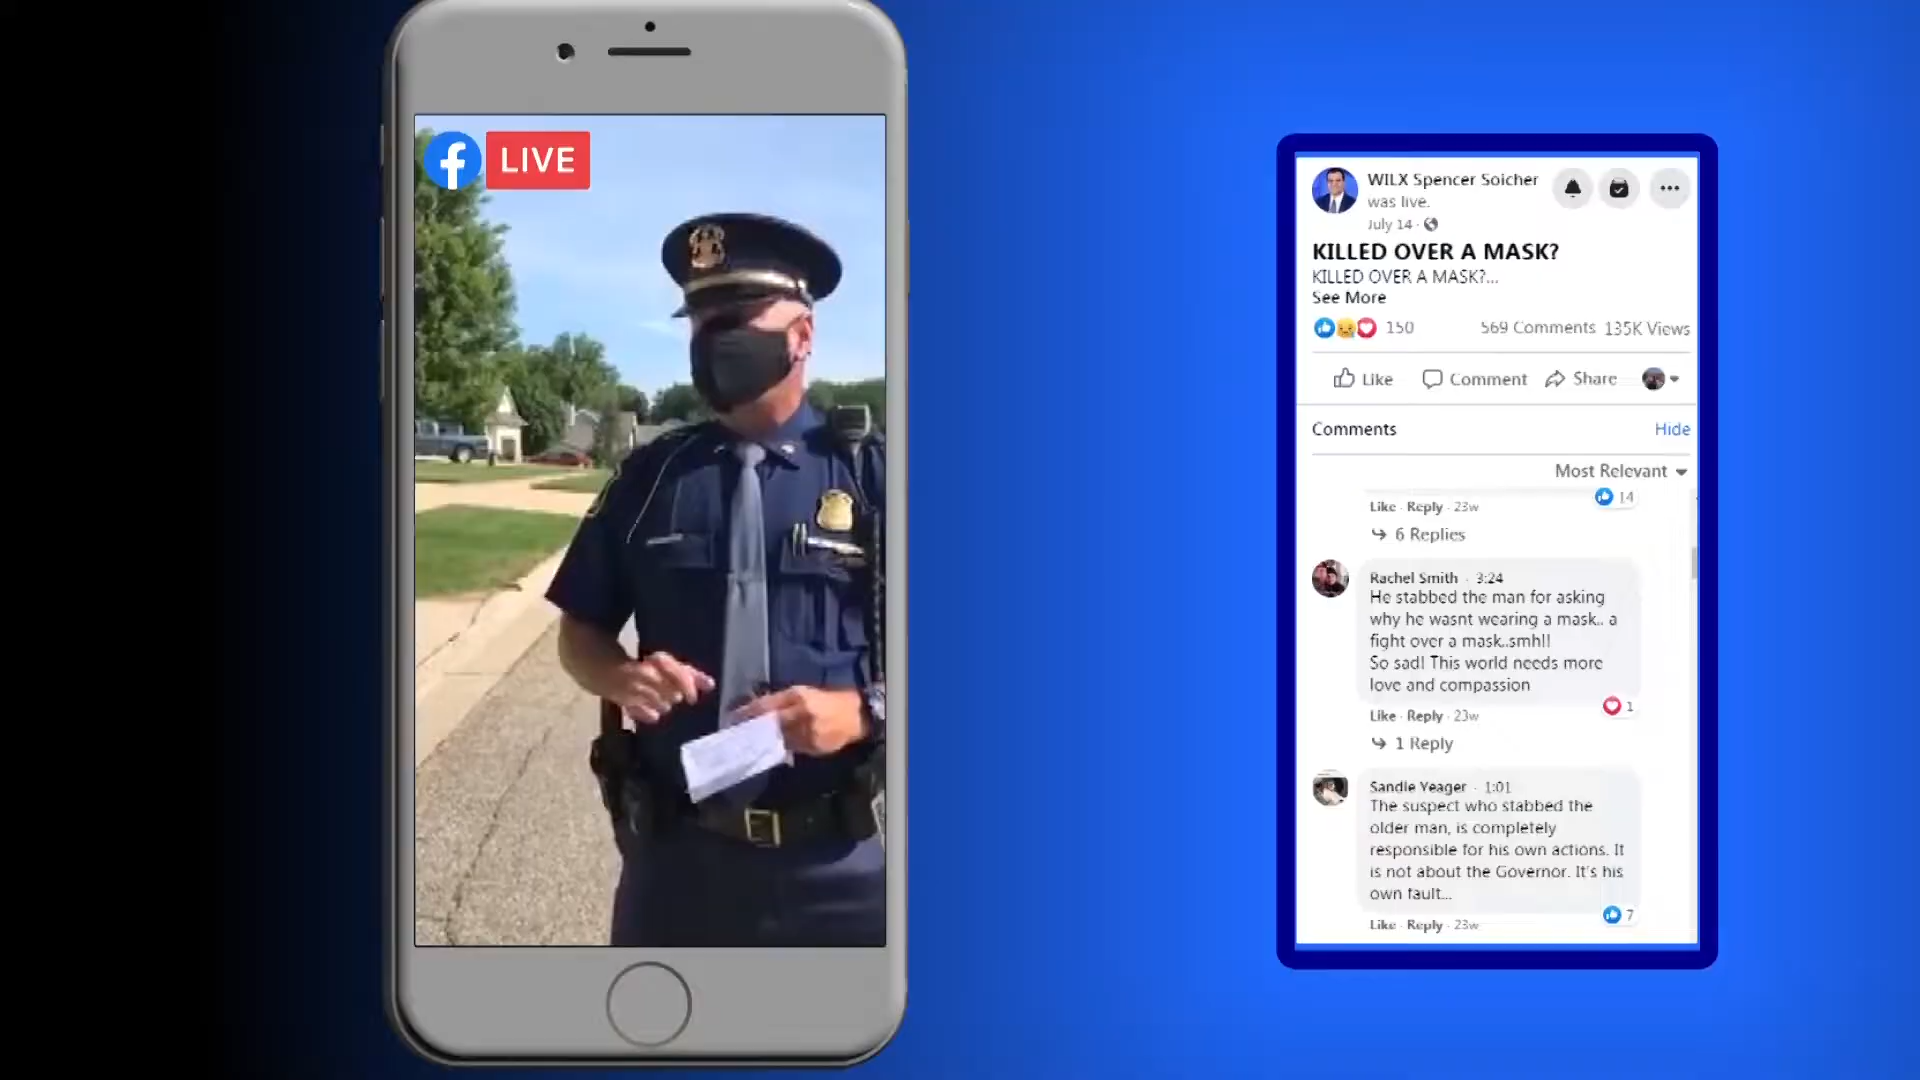 LIVE
WILX Spencer Soicher
was live.
July 14 ·
KILLED OVER A MASK?
KILLED OVER A MASK?...
See More
150
569 Comments 135K Views
Like Comment Share
Comments Hide
Most Relevant
14
Like · Reply · 23w
6 Replies
Rachel Smith · 3:24
He stabbed the man for asking
why he wasnt wearing a mask.. a
fight over a mask..smh!!
So sad! This world needs more
love and compassion
1
Like · Reply · 23w
1 Reply
Sandie Yeager · 1:01
The suspect who stabbed the
older man, is completely
responsible for his own actions. It
is not about the Governor. It's his
own fault...
7
Like · Reply · 23w